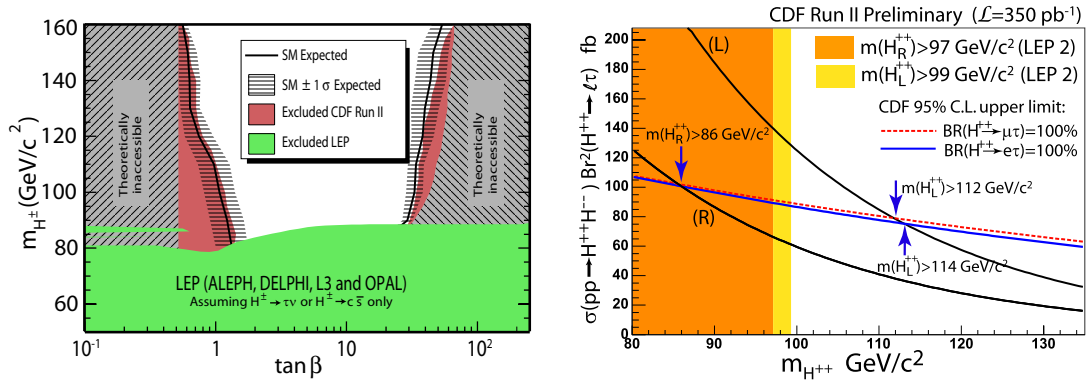 160
140
120
100
80
60
m_H± (GeV/c²)
Theoretically inaccessible
SM Expected
SM ± 1 σ Expected
Excluded CDF Run II
Excluded LEP
Theoretically inaccessible
LEP (ALEPH, DELPHI, L3 and OPAL)
Assuming H± → τν or H± → c s̅ only
10⁻¹ 1 10 10²
tan β
CDF Run II Preliminary (ℒ=350 pb⁻¹)
σ(pp→H⁺⁺H⁻⁻) Br²(H⁺⁺→ℓτ) fb
200
180
160
140
120
100
80
60
40
20
0
(L)
m(H_R⁺⁺)>97 GeV/c² (LEP 2)
m(H_L⁺⁺)>99 GeV/c² (LEP 2)
CDF 95% C.L. upper limit:
BR(H⁺⁺→μτ)=100%
BR(H⁺⁺→eτ)=100%
m(H_R⁺⁺)>86 GeV/c²
m(H_L⁺⁺)>112 GeV/c²
(R)
m(H_L⁺⁺)>114 GeV/c²
80 90 100 110 120 130
m_H⁺⁺ GeV/c²